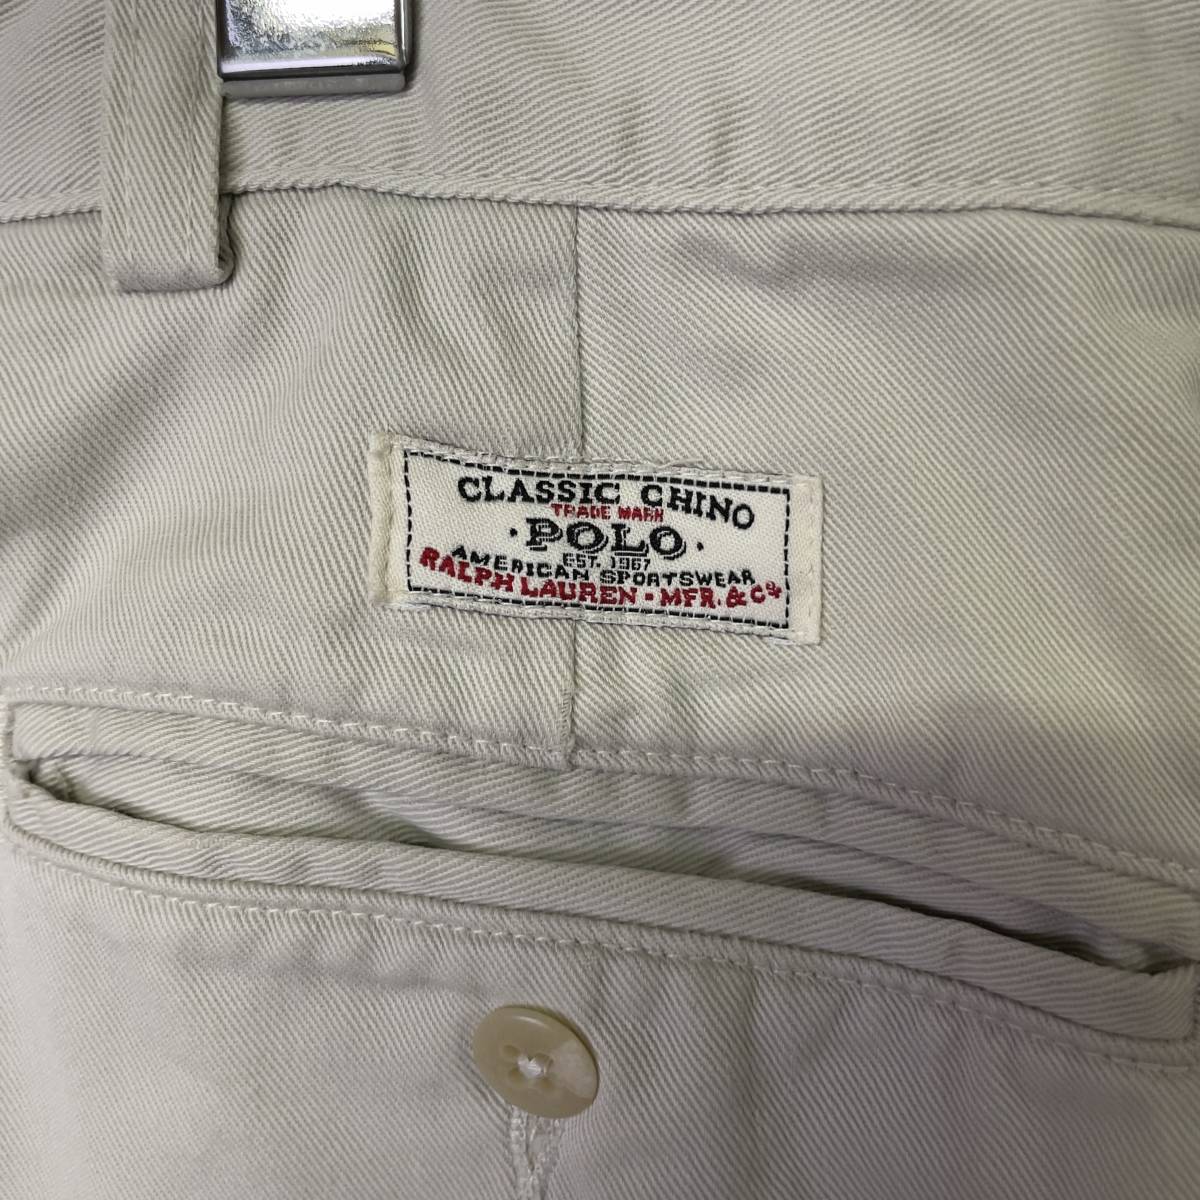 CLASSIC CHINO
TRADE MARK
· POLO ·
EST. 1967
AMERICAN SPORTSWEAR
RALPH LAUREN · MFR. & Cº